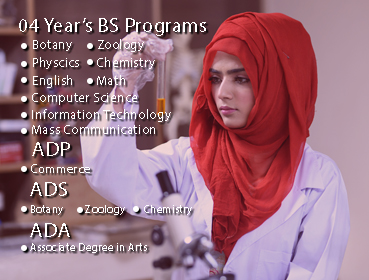 04 Year's BS Programs
• Botany • Zoology
• Physcics • Chemistry
• English • Math
• Computer Science
• Information Technology
• Mass Communication
ADP
• Commerce
ADS
• Botany • Zoology • Chemistry
ADA
• Associate Degree in Arts